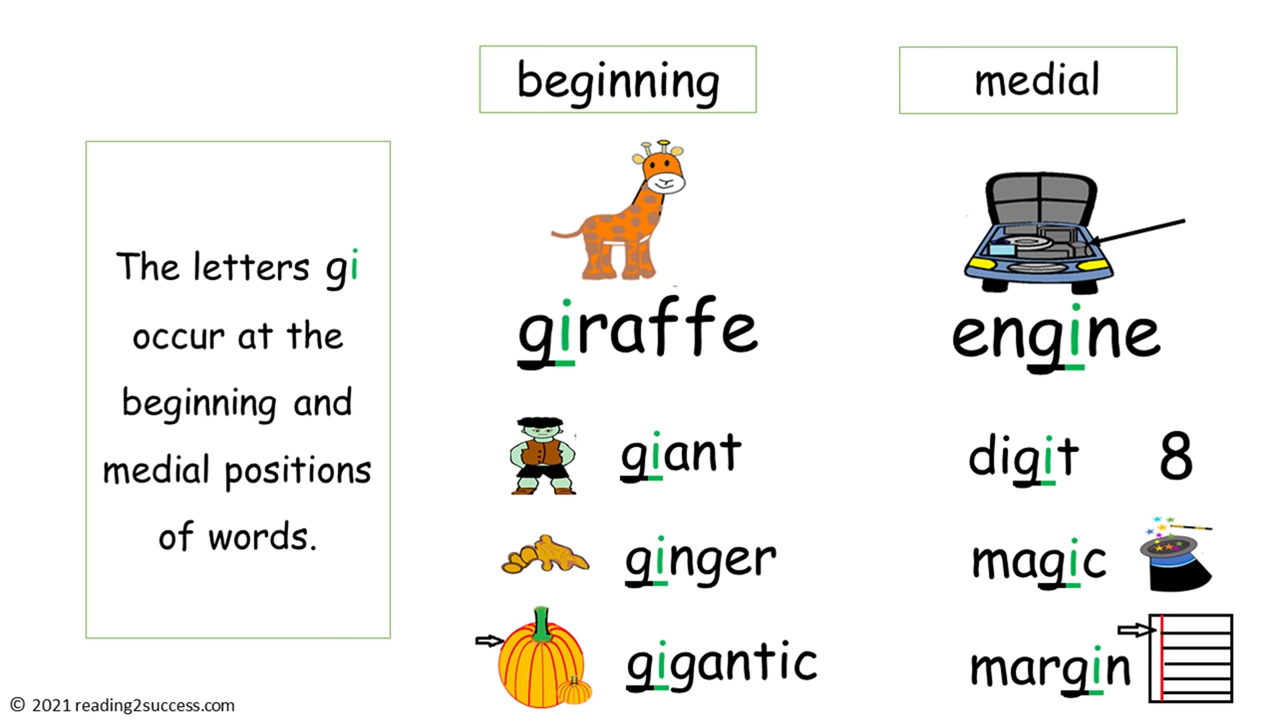 beginning
medial
The letters gi
occur at the
beginning and
medial positions
of words.
giraffe
engine
giant
digit 8
ginger
magic
gigantic
margin
© 2021 reading2success.com